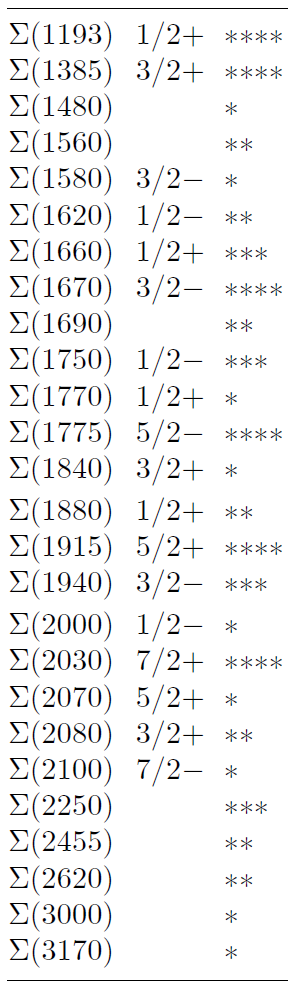 Σ(1193) 1/2+ ****
Σ(1385) 3/2+ ****
Σ(1480) *
Σ(1560) **
Σ(1580) 3/2− *
Σ(1620) 1/2− **
Σ(1660) 1/2+ ***
Σ(1670) 3/2− ****
Σ(1690) **
Σ(1750) 1/2− ***
Σ(1770) 1/2+ *
Σ(1775) 5/2− ****
Σ(1840) 3/2+ *
Σ(1880) 1/2+ **
Σ(1915) 5/2+ ****
Σ(1940) 3/2− ***
Σ(2000) 1/2− *
Σ(2030) 7/2+ ****
Σ(2070) 5/2+ *
Σ(2080) 3/2+ **
Σ(2100) 7/2− *
Σ(2250) ***
Σ(2455) **
Σ(2620) **
Σ(3000) *
Σ(3170) *